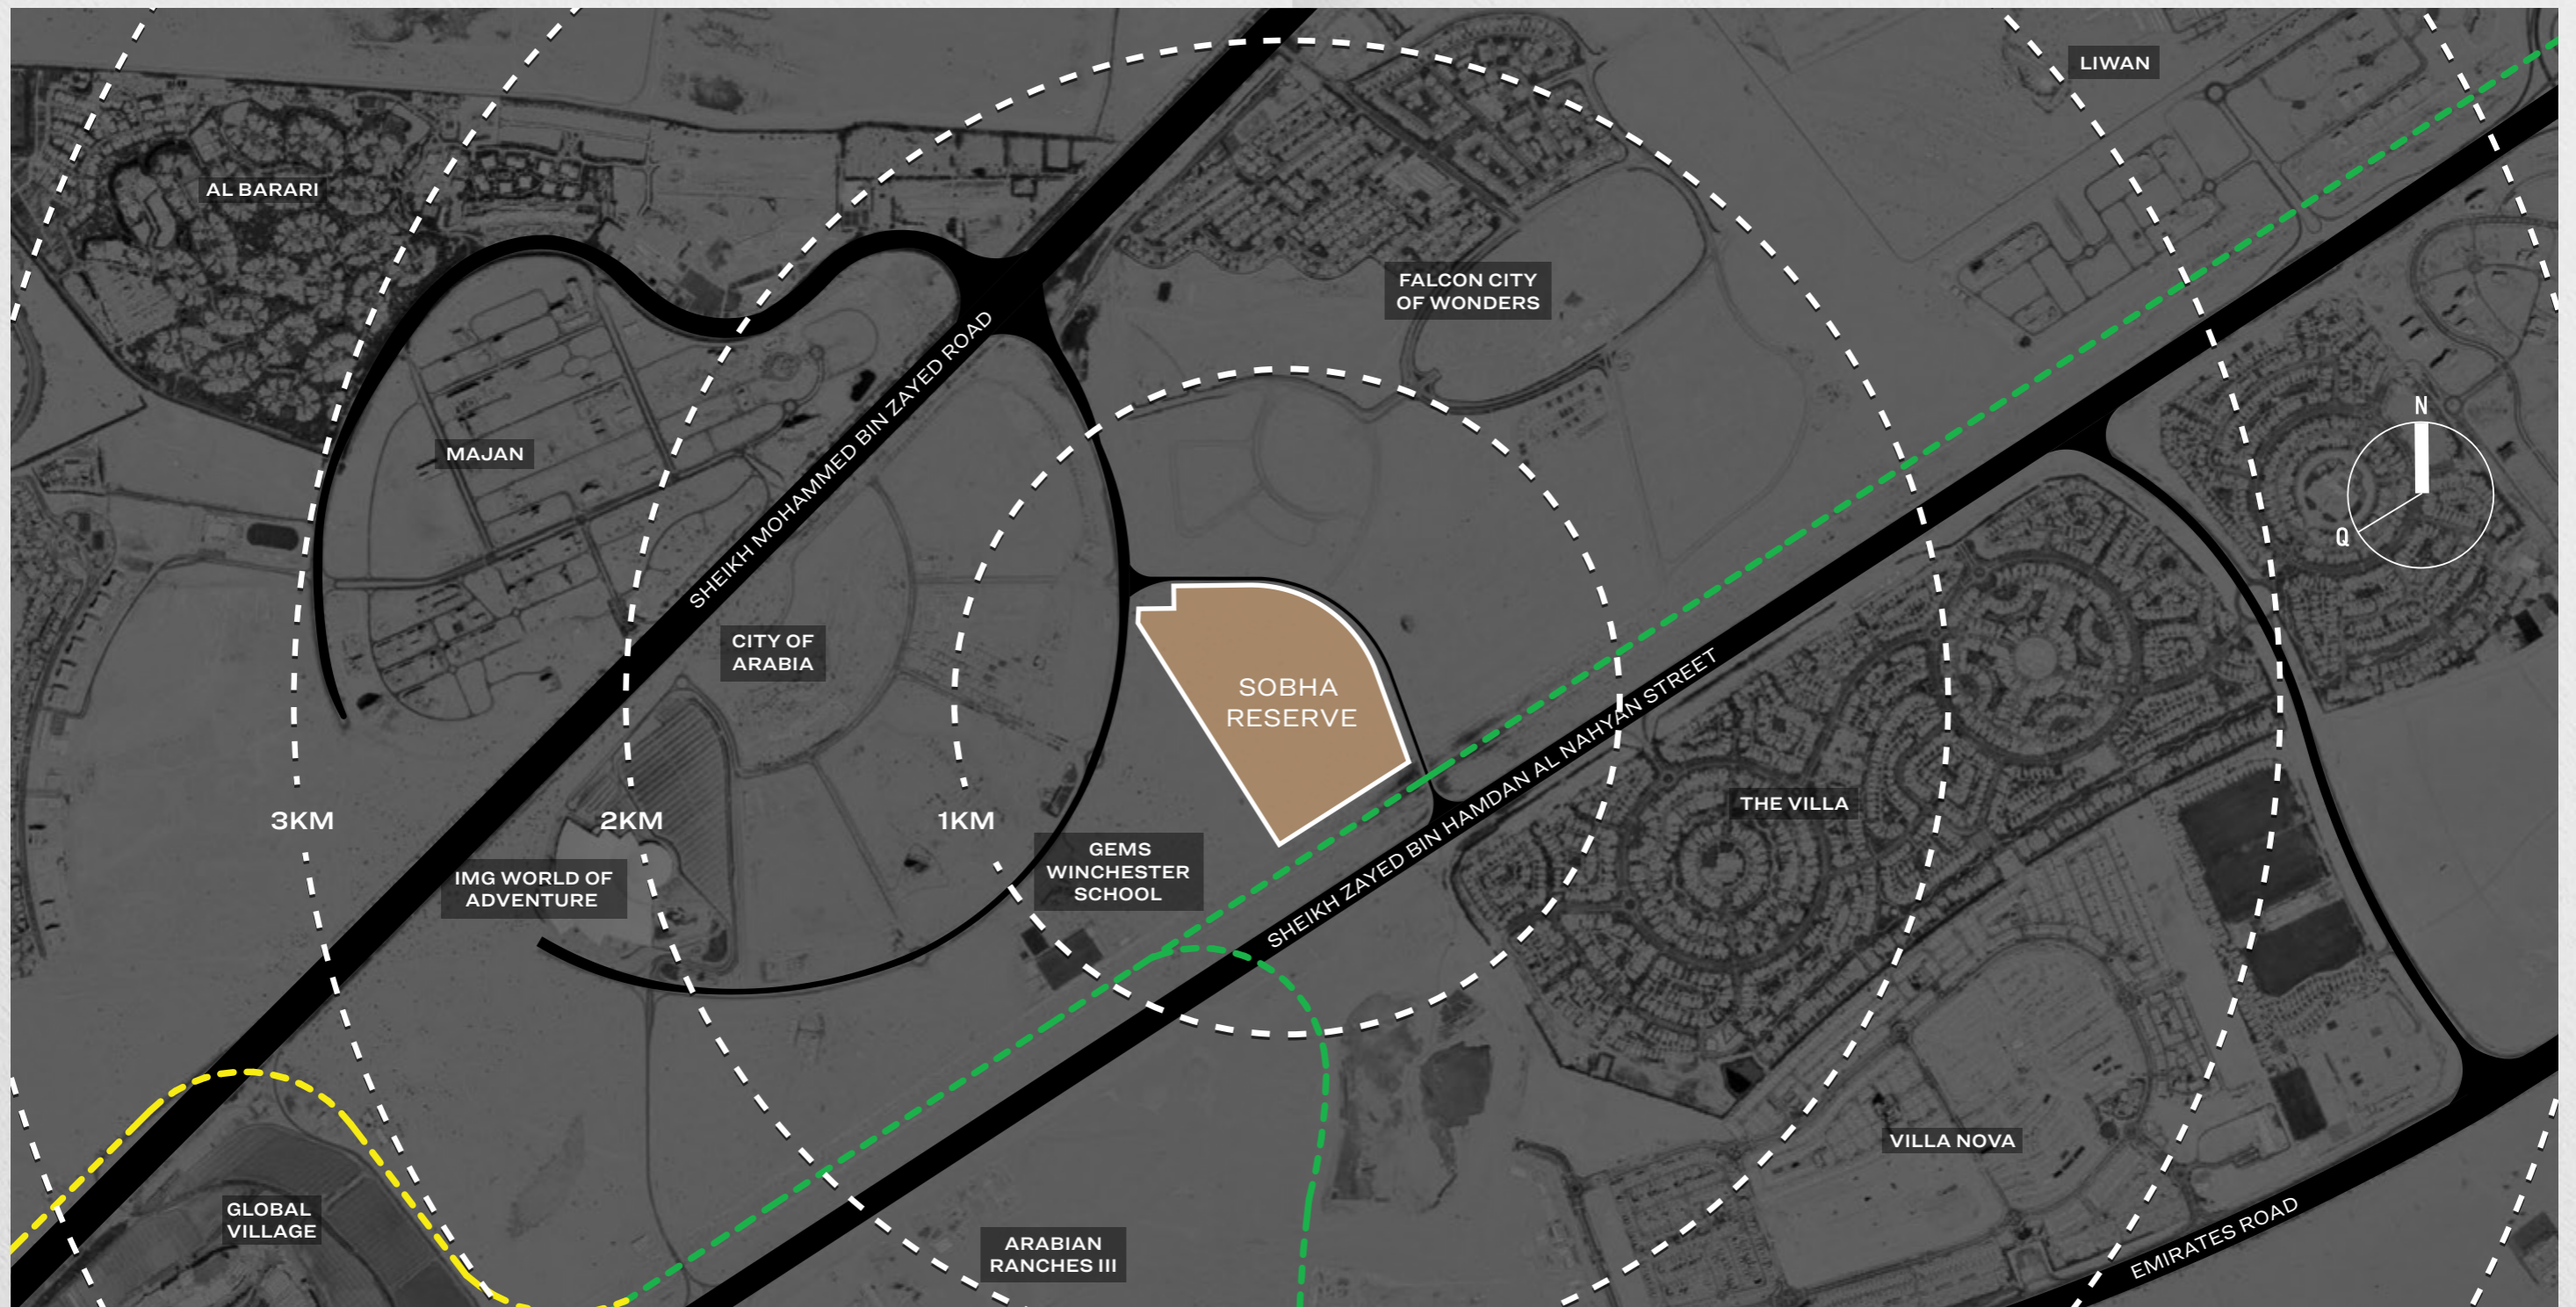 LIWAN
AL BARARI
FALCON CITY
OF WONDERS
N
Q
MAJAN
SHEIKH MOHAMMED BIN ZAYED ROAD
CITY OF
ARABIA
SOBHA
RESERVE
SHEIKH ZAYED BIN HAMDAN AL NAHYAN STREET
THE VILLA
3KM
2KM
1KM
GEMS
WINCHESTER
SCHOOL
IMG WORLD OF
ADVENTURE
VILLA NOVA
GLOBAL
VILLAGE
ARABIAN
RANCHES III
EMIRATES ROAD